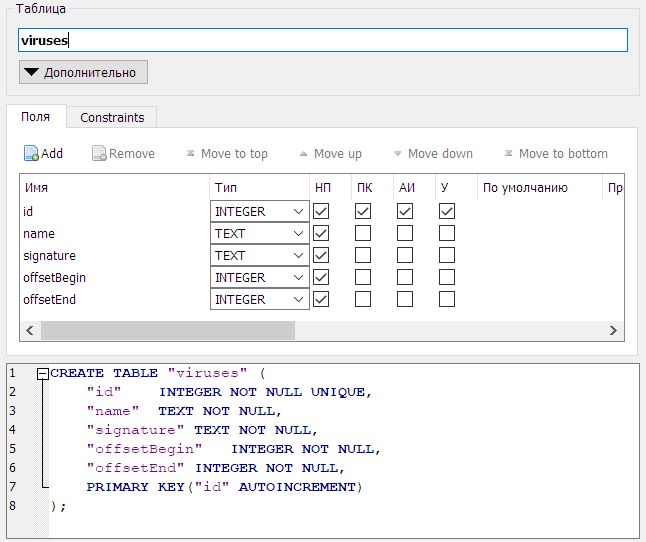 Таблица
viruses
Дополнительно
Поля Constraints
Add Remove Move to top Move up Move down Move to bottom
Имя Тип НП ПК АИ У По умолчанию Пр
id INTEGER
name TEXT
signature TEXT
offsetBegin INTEGER
offsetEnd INTEGER
1 CREATE TABLE "viruses" (
2 "id" INTEGER NOT NULL UNIQUE,
3 "name" TEXT NOT NULL,
4 "signature" TEXT NOT NULL,
5 "offsetBegin" INTEGER NOT NULL,
6 "offsetEnd" INTEGER NOT NULL,
7 PRIMARY KEY("id" AUTOINCREMENT)
8 );